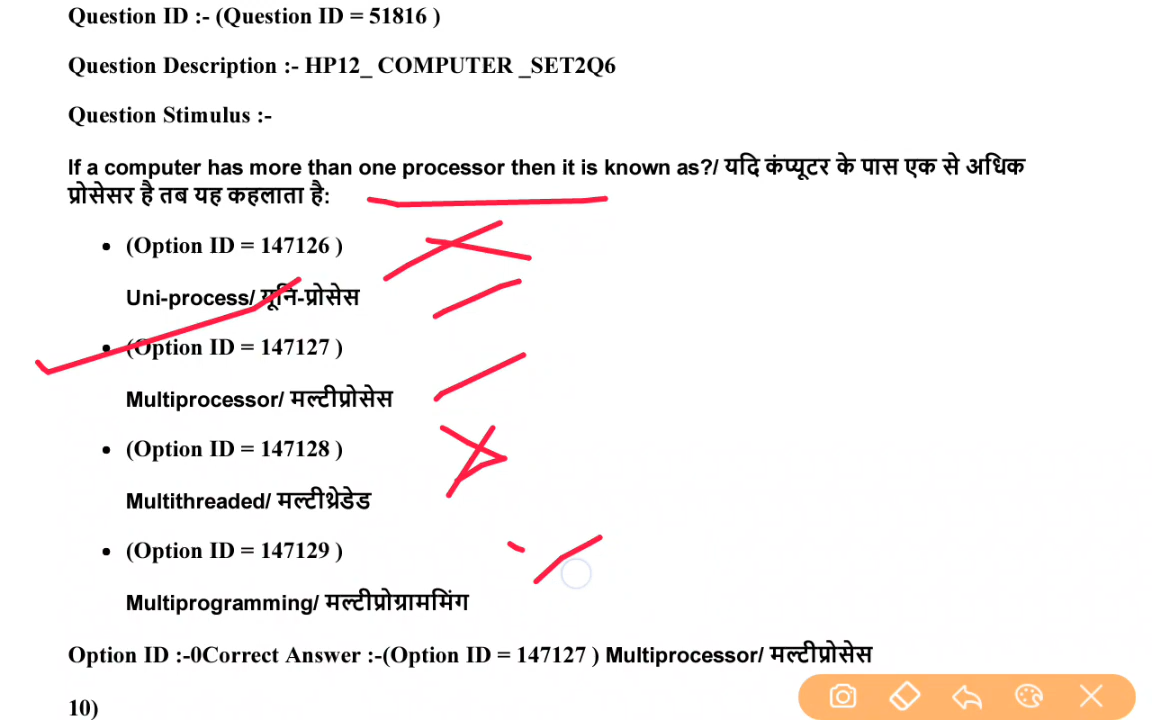 Question ID :- (Question ID = 51816 )
Question Description :- HP12_ COMPUTER _SET2Q6
Question Stimulus :-
If a computer has more than one processor then it is known as?/ यदि कंप्यूटर के पास एक से अधिक
प्रोसेसर है तब यह कहलाता है:
• (Option ID = 147126 )
Uni-process/ यूनि-प्रोसेस
• (Option ID = 147127 )
Multiprocessor/ मल्टीप्रोसेस
• (Option ID = 147128 )
Multithreaded/ मल्टीथ्रेडेड
• (Option ID = 147129 )
Multiprogramming/ मल्टीप्रोग्राममिंग
Option ID :-0Correct Answer :-(Option ID = 147127 ) Multiprocessor/ मल्टीप्रोसेस
10)